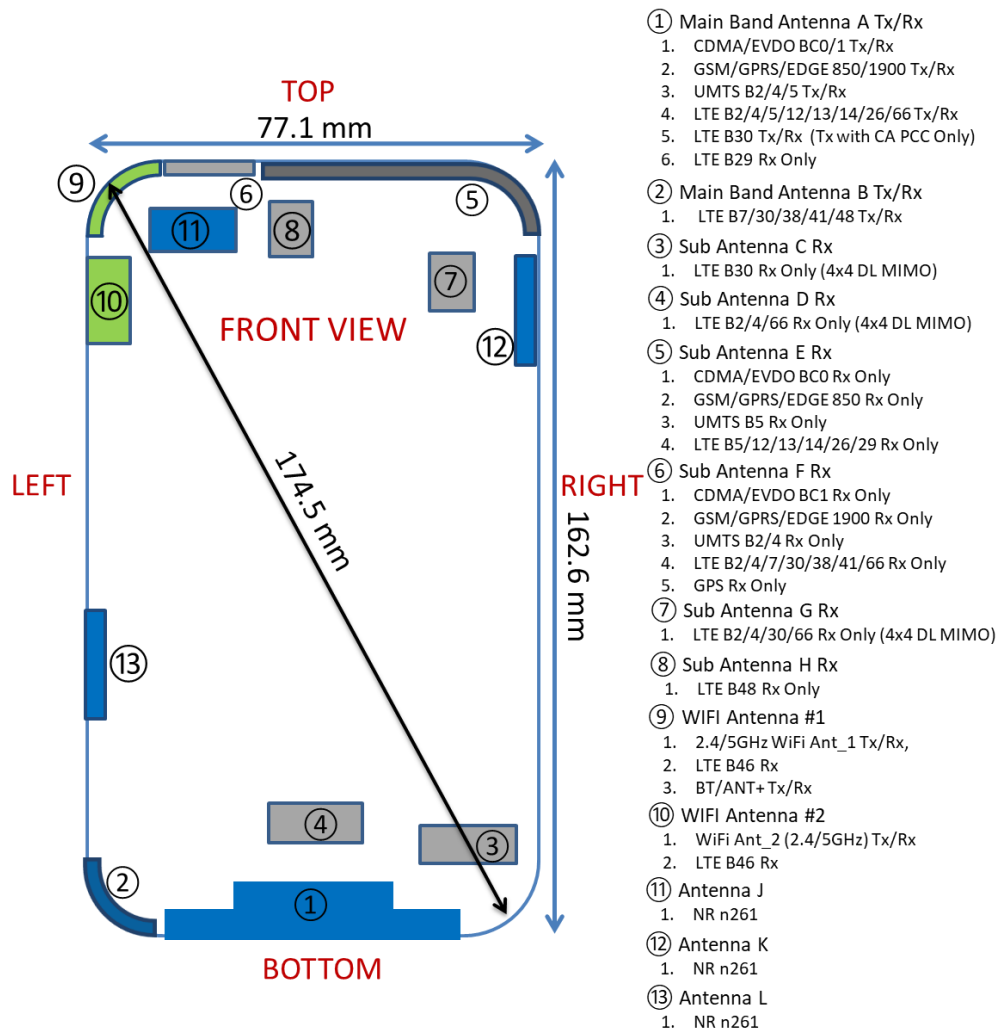 TOP
77.1 mm
⑨
⑥
⑤
⑪
⑧
⑦
⑩
FRONT VIEW
⑫
174.5 mm
LEFT
RIGHT
162.6 mm
⑬
④
③
②
①
BOTTOM
① Main Band Antenna A Tx/Rx
1. CDMA/EVDO BC0/1 Tx/Rx
2. GSM/GPRS/EDGE 850/1900 Tx/Rx
3. UMTS B2/4/5 Tx/Rx
4. LTE B2/4/5/12/13/14/26/66 Tx/Rx
5. LTE B30 Tx/Rx (Tx with CA PCC Only)
6. LTE B29 Rx Only
② Main Band Antenna B Tx/Rx
1. LTE B7/30/38/41/48 Tx/Rx
③ Sub Antenna C Rx
1. LTE B30 Rx Only (4x4 DL MIMO)
④ Sub Antenna D Rx
1. LTE B2/4/66 Rx Only (4x4 DL MIMO)
⑤ Sub Antenna E Rx
1. CDMA/EVDO BC0 Rx Only
2. GSM/GPRS/EDGE 850 Rx Only
3. UMTS B5 Rx Only
4. LTE B5/12/13/14/26/29 Rx Only
⑥ Sub Antenna F Rx
1. CDMA/EVDO BC1 Rx Only
2. GSM/GPRS/EDGE 1900 Rx Only
3. UMTS B2/4 Rx Only
4. LTE B2/4/7/30/38/41/66 Rx Only
5. GPS Rx Only
⑦ Sub Antenna G Rx
1. LTE B2/4/30/66 Rx Only (4x4 DL MIMO)
⑧ Sub Antenna H Rx
1. LTE B48 Rx Only
⑨ WIFI Antenna #1
1. 2.4/5GHz WiFi Ant_1 Tx/Rx,
2. LTE B46 Rx
3. BT/ANT+ Tx/Rx
⑩ WIFI Antenna #2
1. WiFi Ant_2 (2.4/5GHz) Tx/Rx
2. LTE B46 Rx
⑪ Antenna J
1. NR n261
⑫ Antenna K
1. NR n261
⑬ Antenna L
1. NR n261